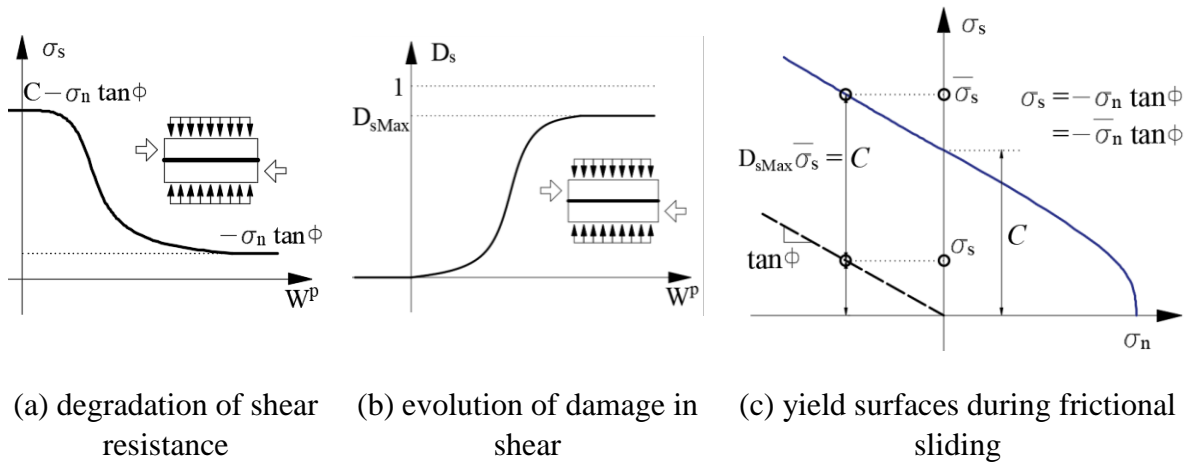 σs
C−σn tanϕ
−σn tanϕ
Wᵖ
Ds
1
DsMax
Wᵖ
σs
σ̅s
σs =−σn tanϕ
=−σ̅n tanϕ
DsMax σ̅s = C
σs
C
tanϕ
σn
(a) degradation of shear
resistance
(b) evolution of damage in
shear
(c) yield surfaces during frictional
sliding